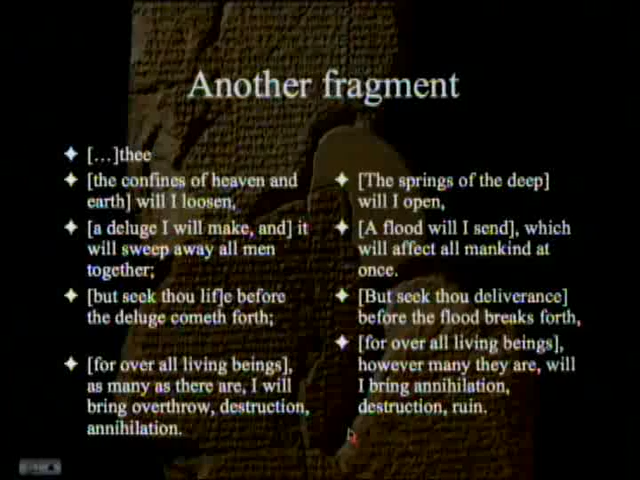 Another fragment
[…]thee
[the confines of heaven and
earth] will I loosen,
[a deluge I will make, and] it
will sweep away all men
together;
[but seek thou lif]e before
the deluge cometh forth;
[for over all living beings],
as many as there are, I will
bring overthrow, destruction,
annihilation.
[The springs of the deep]
will I open,
[A flood will I send], which
will affect all mankind at
once.
[But seek thou deliverance]
before the flood breaks forth,
[for over all living beings],
however many they are, will
I bring annihilation,
destruction, ruin.